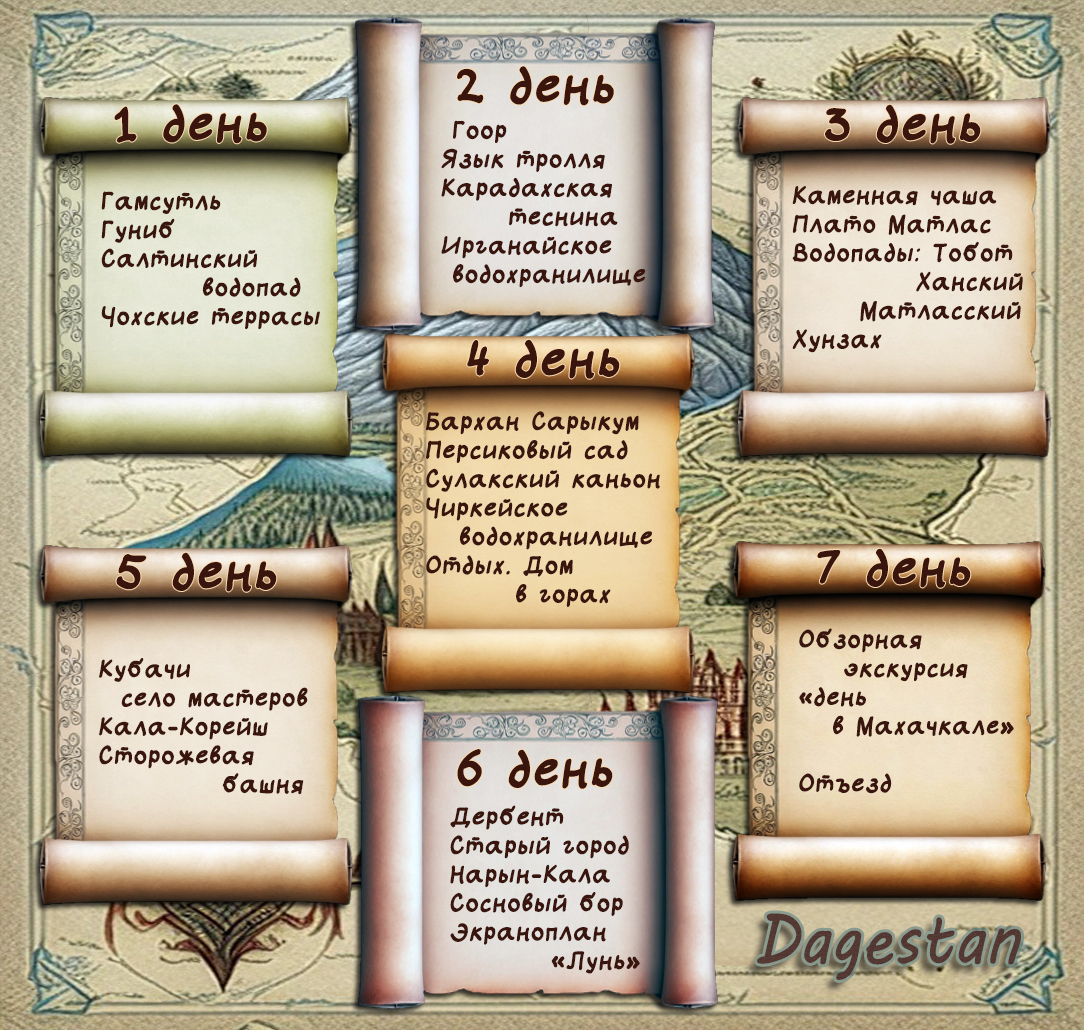 1 день
Гамсутль
Гуниб
Салтинский
водопад
Чохские террасы
2 день
Гоор
Язык тролля
Карадахская
теснина
Ирганайское
водохранилище
3 день
Каменная чаша
Плато Матлас
Водопады: Тобот
Ханский
Матласский
Хунзах
4 день
Бархан Сарыкум
Персиковый сад
Сулакский каньон
Чиркейское
водохранилище
Отдых. Дом
в горах
5 день
Кубачи
село мастеров
Кала-Корейш
Сторожевая
башня
6 день
Дербент
Старый город
Нарын-Кала
Сосновый бор
Экраноплан
«Лунь»
7 день
Обзорная
экскурсия
«день
в Махачкале»
Отъезд
Dagestan